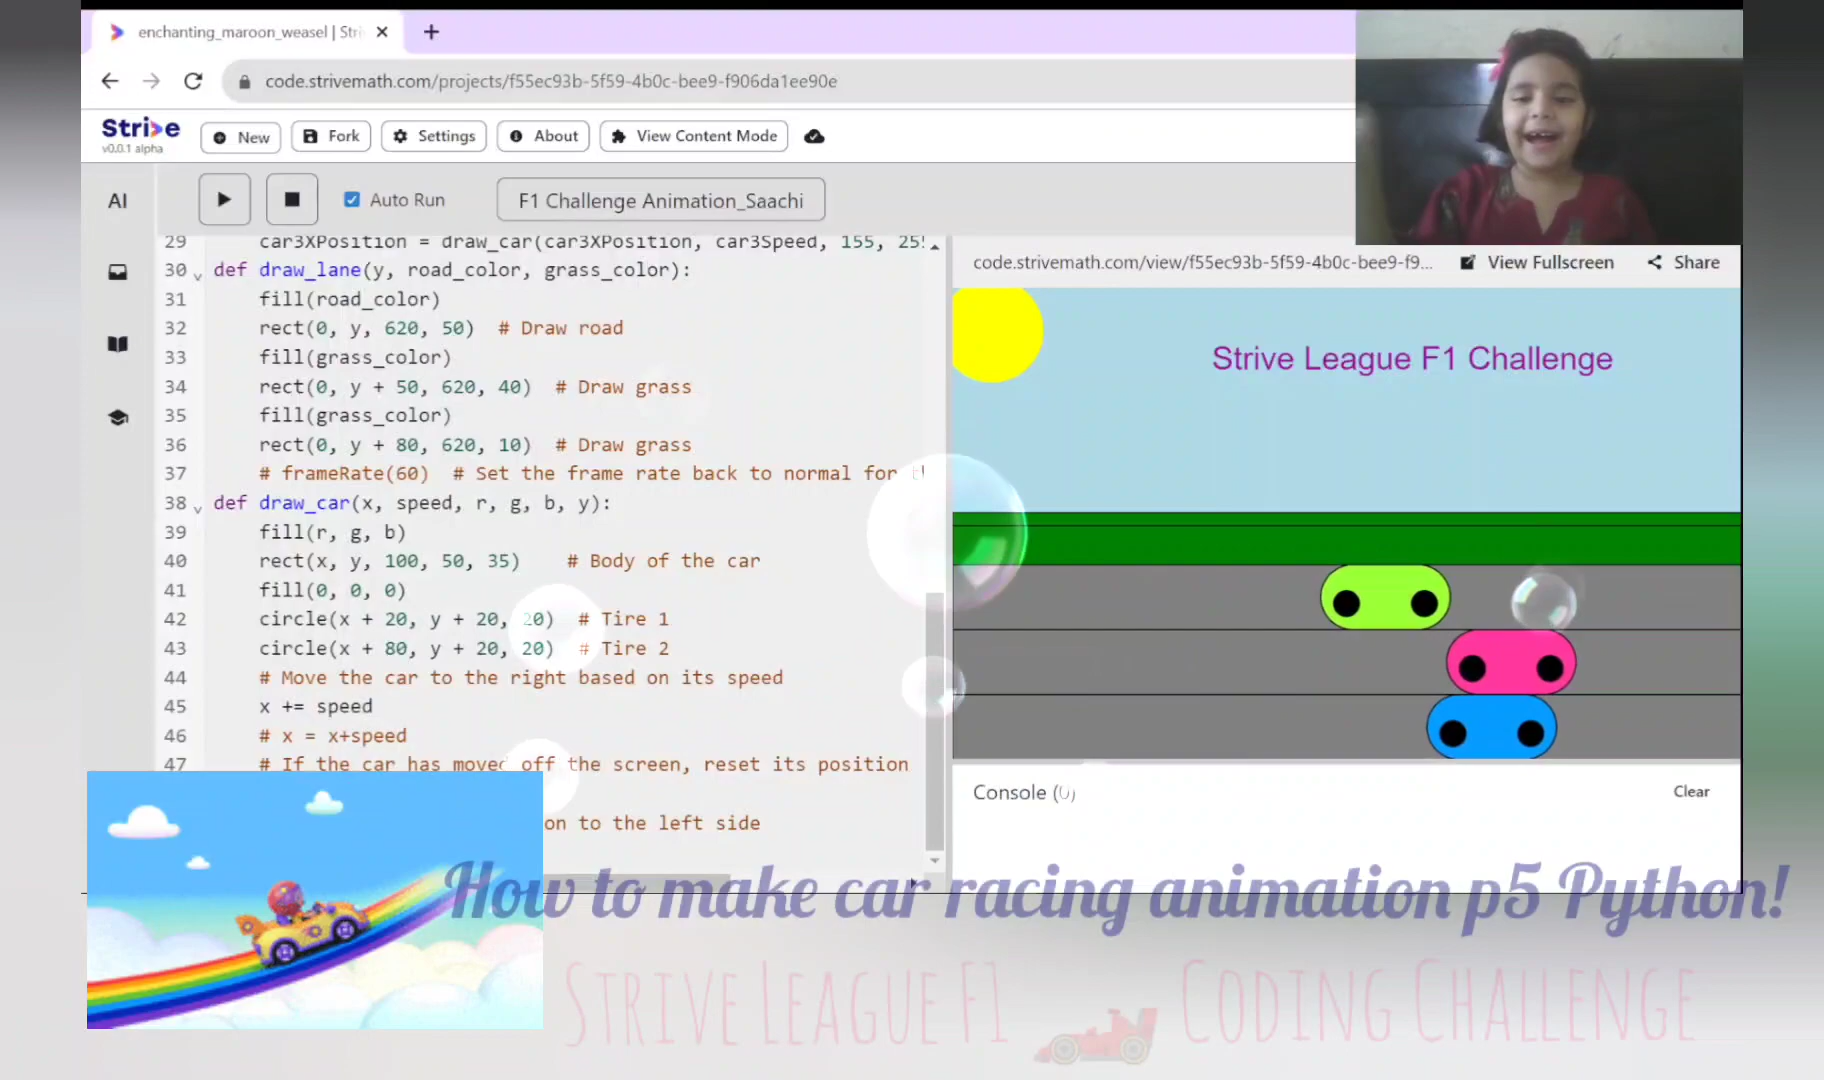 enchanting_maroon_weasel | Stri
code.strivemath.com/projects/f55ec93b-5f59-4b0c-bee9-f906da1ee90e
Strive
v0.0.1 alpha
New
Fork
Settings
About
View Content Mode
AI
Auto Run
F1 Challenge Animation_Saachi
29 car3XPosition = draw_car(car3XPosition, car3Speed, 155, 25
30 def draw_lane(y, road_color, grass_color):
31 fill(road_color)
32 rect(0, y, 620, 50) # Draw road
33 fill(grass_color)
34 rect(0, y + 50, 620, 40) # Draw grass
35 fill(grass_color)
36 rect(0, y + 80, 620, 10) # Draw grass
37 # frameRate(60) # Set the frame rate back to normal for t
38 def draw_car(x, speed, r, g, b, y):
39 fill(r, g, b)
40 rect(x, y, 100, 50, 35) # Body of the car
41 fill(0, 0, 0)
42 circle(x + 20, y + 20, 20) # Tire 1
43 circle(x + 80, y + 20, 20) # Tire 2
44 # Move the car to the right based on its speed
45 x += speed
46 # x = x+speed
47 # If the car has moved off the screen, reset its position
on to the left side
code.strivemath.com/view/f55ec93b-5f59-4b0c-bee9-f9...
View Fullscreen
Share
Strive League F1 Challenge
Console (0)
Clear
How to make car racing animation p5 Python!
Strive League F1 Coding Challenge